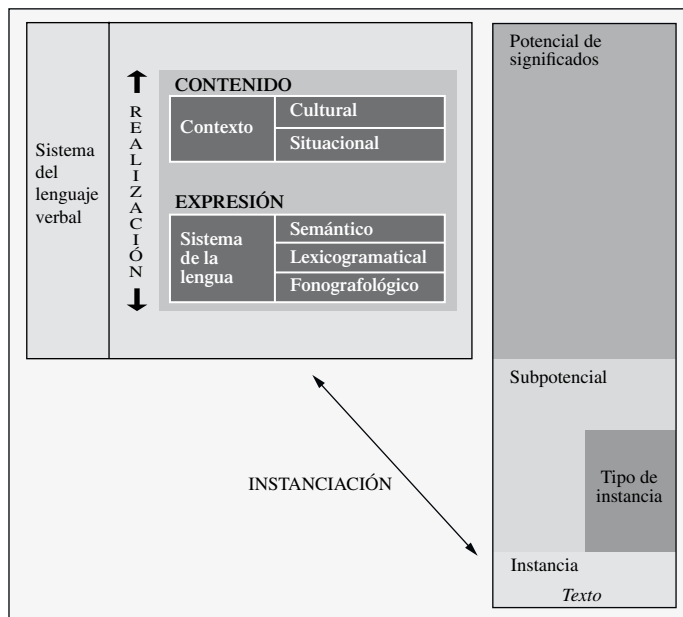 Sistema
del
lenguaje
verbal
REALIZACIÓN
CONTENIDO
Contexto
Cultural
Situacional
EXPRESIÓN
Sistema
de la
lengua
Semántico
Lexicogramatical
Fonografológico
INSTANCIACIÓN
Potencial de
significados
Subpotencial
Tipo de
instancia
Instancia
Texto